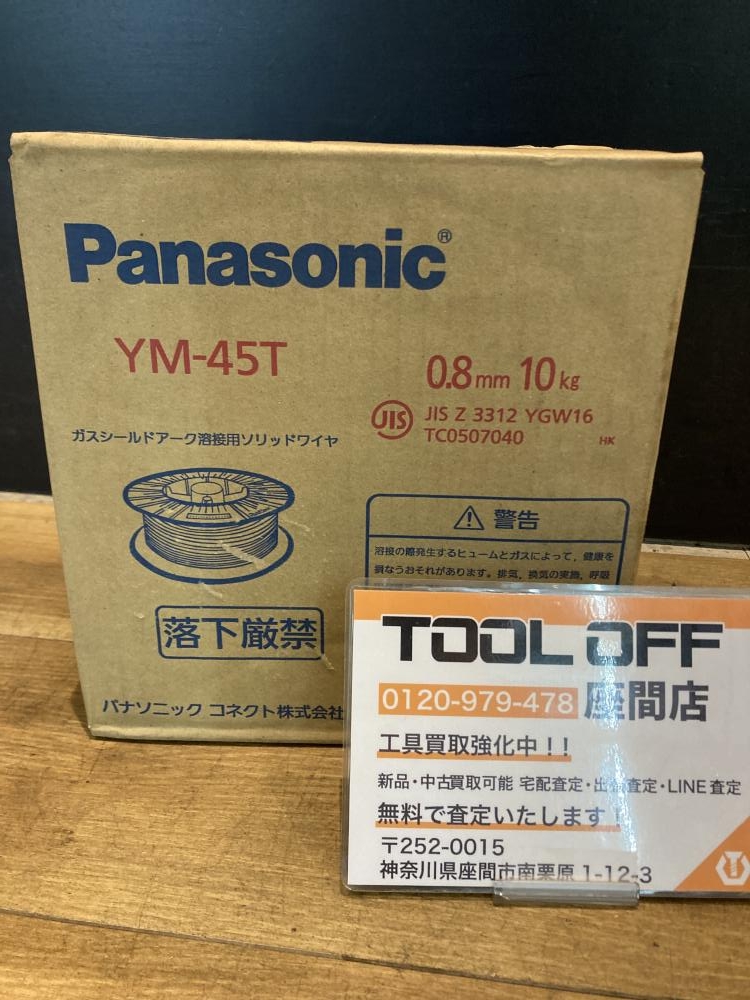 Panasonic®
YM-45T
0.8mm 10kg
JIS
JIS Z 3312 YGW16
TC0507040
HK
ガスシールドアーク溶接用ソリッドワイヤ
警告
溶接の際発生するヒュームとガスによって、健康を
損なうおそれがあります。排気、換気の実施、呼吸
落下厳禁
パナソニック コネクト株式会社
TOOL OFF
0120-979-478 座間店
工具買取強化中!!
新品・中古買取可能 宅配査定・出張査定・LINE査定
無料で査定いたします!
〒252-0015
神奈川県座間市南栗原 1-12-3